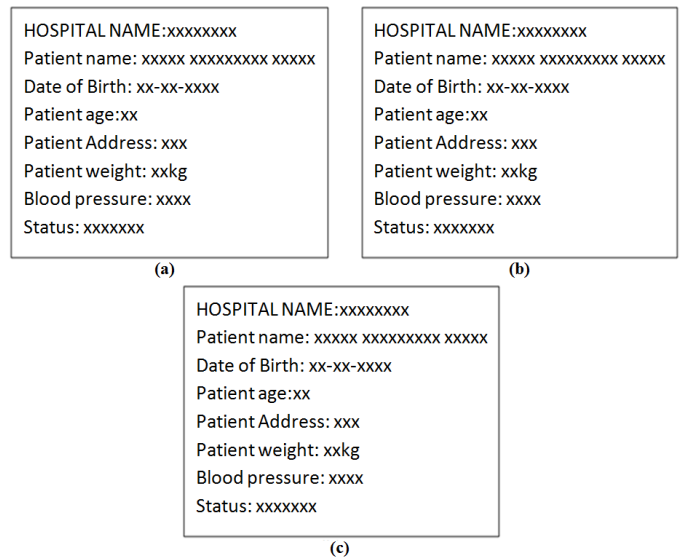 HOSPITAL NAME:xxxxxxxx
Patient name: xxxxx xxxxxxxxx xxxxx
Date of Birth: xx-xx-xxxx
Patient age:xx
Patient Address: xxx
Patient weight: xxkg
Blood pressure: xxxx
Status: xxxxxxx
(a)
HOSPITAL NAME:xxxxxxxx
Patient name: xxxxx xxxxxxxxx xxxxx
Date of Birth: xx-xx-xxxx
Patient age:xx
Patient Address: xxx
Patient weight: xxkg
Blood pressure: xxxx
Status: xxxxxxx
(b)
HOSPITAL NAME:xxxxxxxx
Patient name: xxxxx xxxxxxxxx xxxxx
Date of Birth: xx-xx-xxxx
Patient age:xx
Patient Address: xxx
Patient weight: xxkg
Blood pressure: xxxx
Status: xxxxxxx
(c)